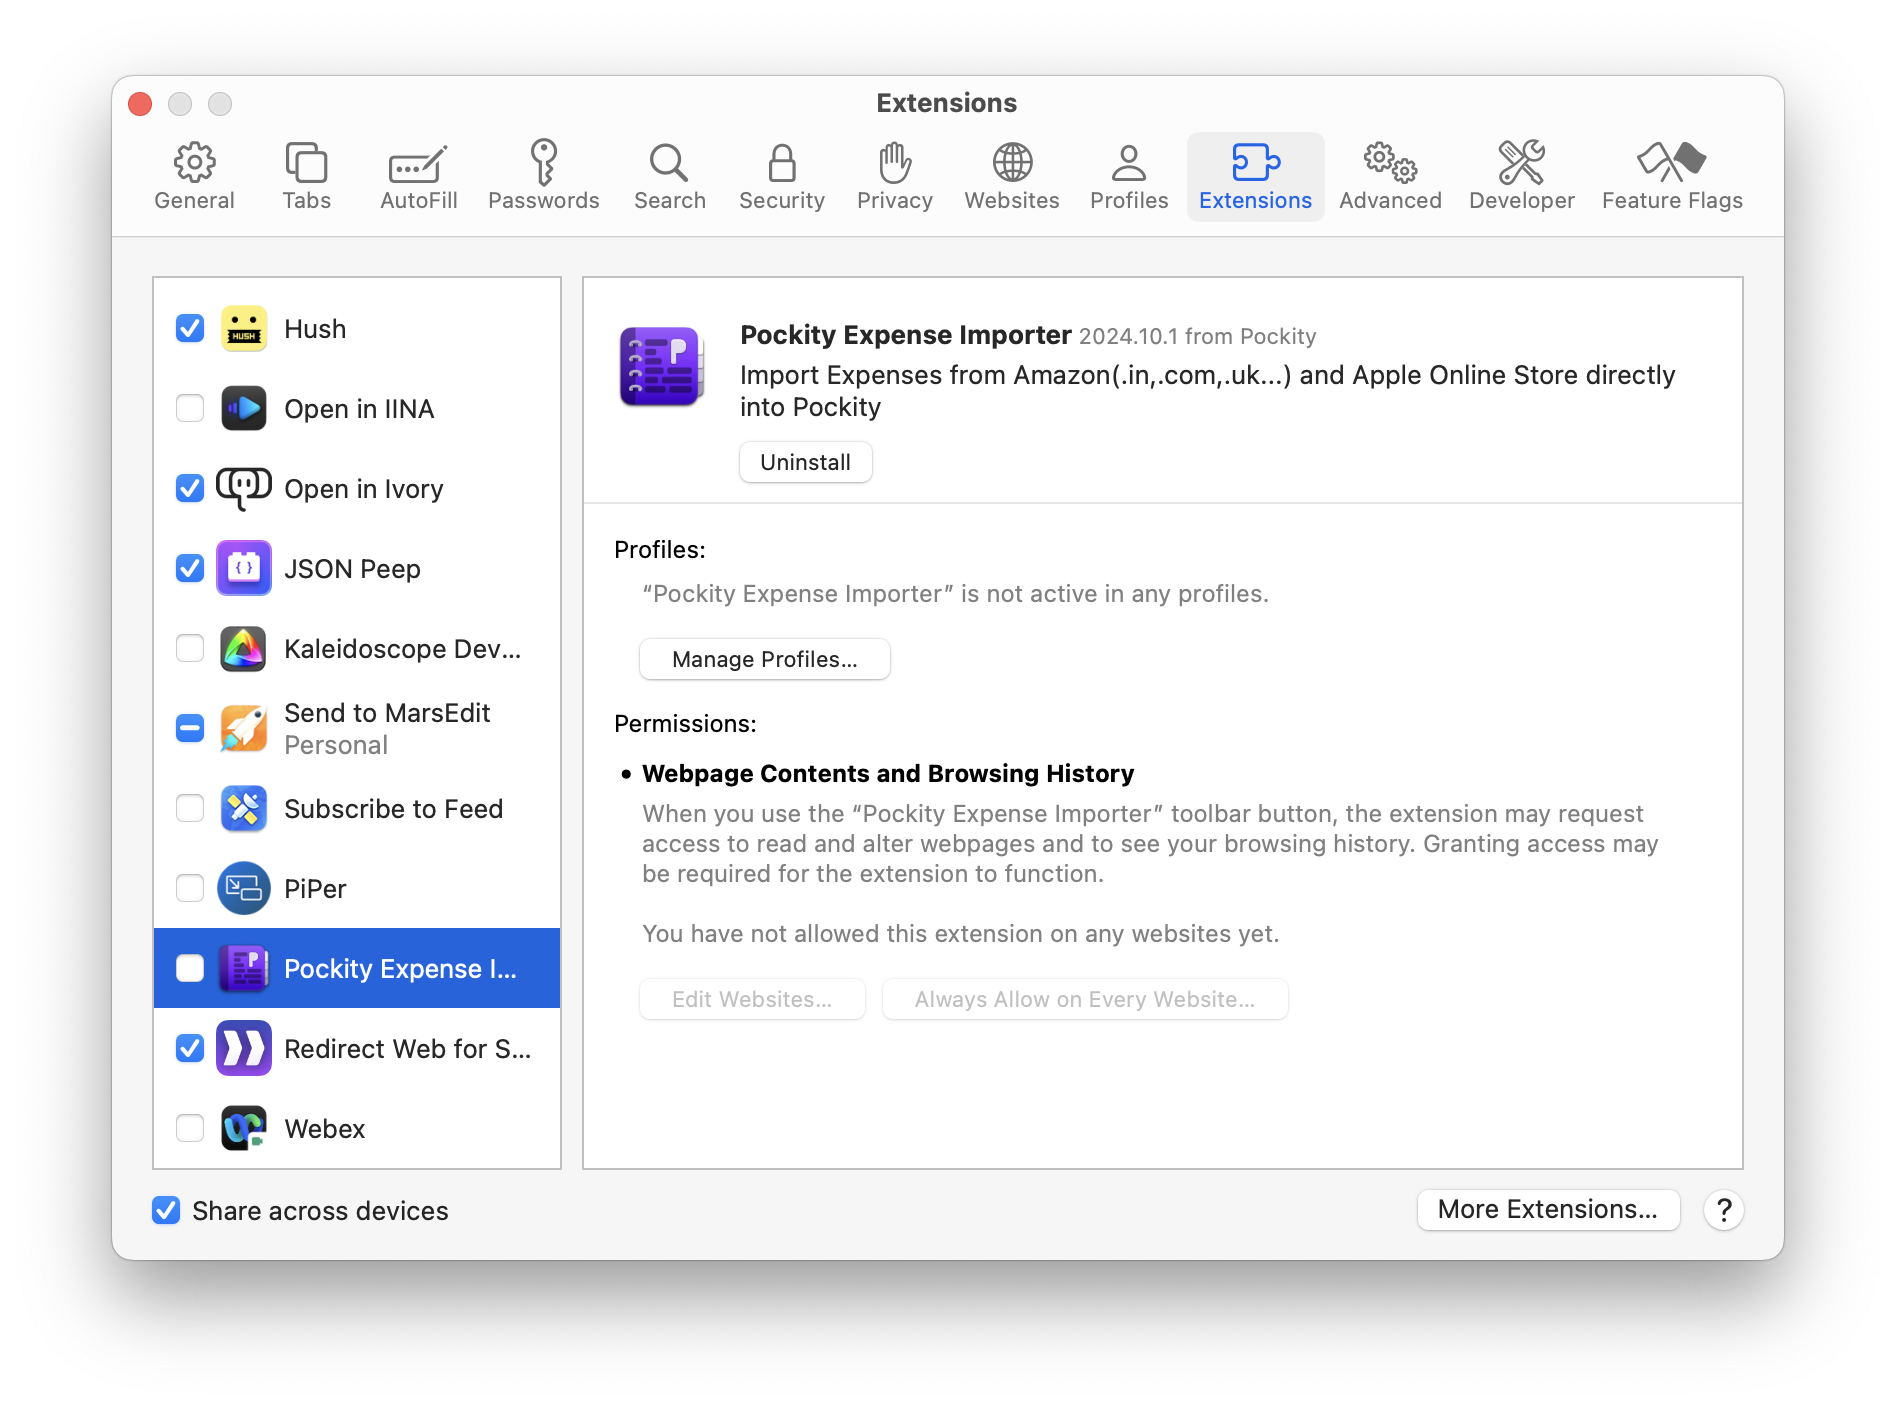 Extensions
General
Tabs
AutoFill
Passwords
Search
Security
Privacy
Websites
Profiles
Extensions
Advanced
Developer
Feature Flags
HUSH
Hush
Open in IINA
Open in Ivory
{ }
JSON Peep
Kaleidoscope Dev...
Send to MarsEdit
Personal
Subscribe to Feed
PiPer
P
Pockity Expense I...
Redirect Web for S...
Webex
Share across devices
P
Pockity Expense Importer 2024.10.1 from Pockity
Import Expenses from Amazon(.in,.com,.uk...) and Apple Online Store directly
into Pockity
Uninstall
Profiles:
“Pockity Expense Importer” is not active in any profiles.
Manage Profiles...
Permissions:
• Webpage Contents and Browsing History
When you use the “Pockity Expense Importer” toolbar button, the extension may request
access to read and alter webpages and to see your browsing history. Granting access may
be required for the extension to function.
You have not allowed this extension on any websites yet.
Edit Websites...
Always Allow on Every Website...
More Extensions...
?